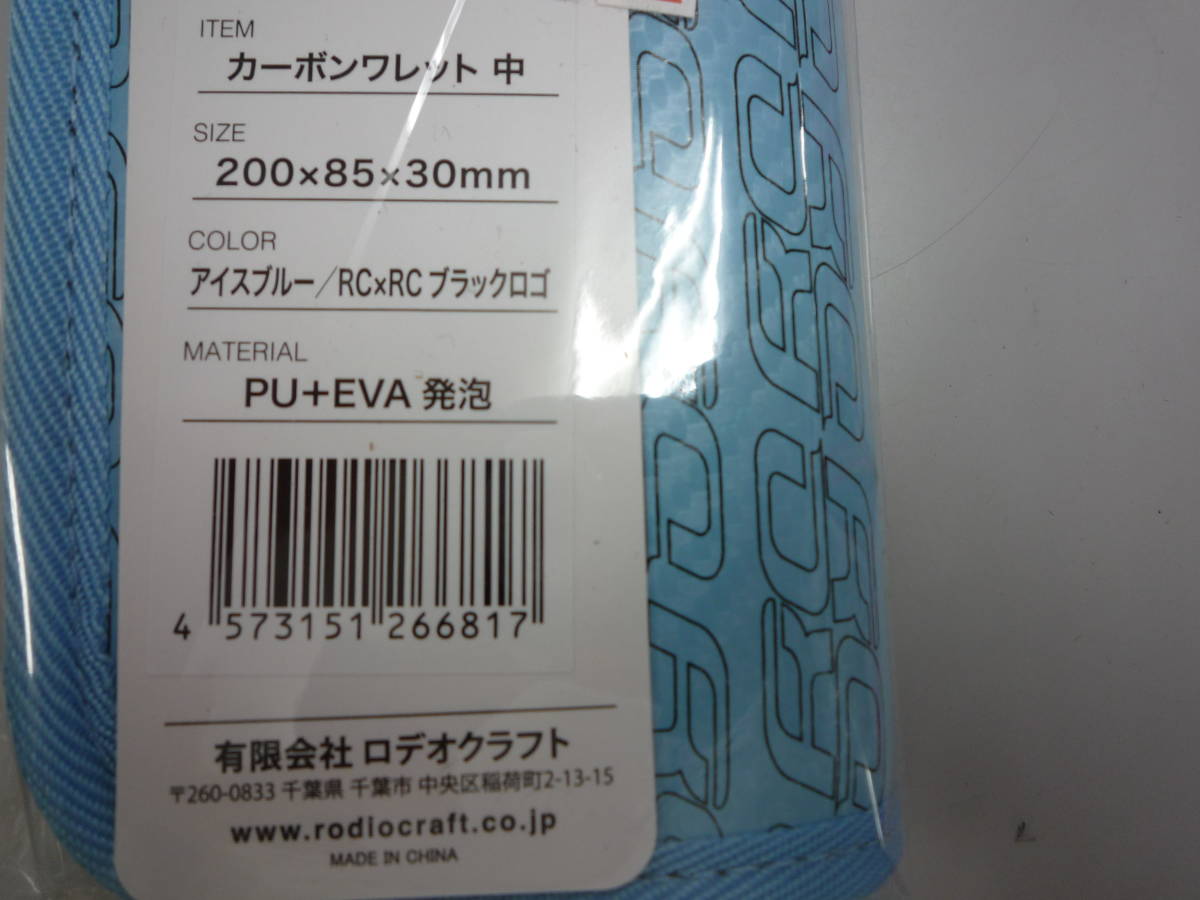 ITEM
カーボンワレット 中
SIZE
200×85×30mm
COLOR
アイスブルー／RC×RC ブラックロゴ
MATERIAL
PU+EVA 発泡
4 573151 266817
有限会社 ロデオクラフト
〒260-0833 千葉県 千葉市 中央区稲荷町2-13-15
www.rodiocraft.co.jp
MADE IN CHINA